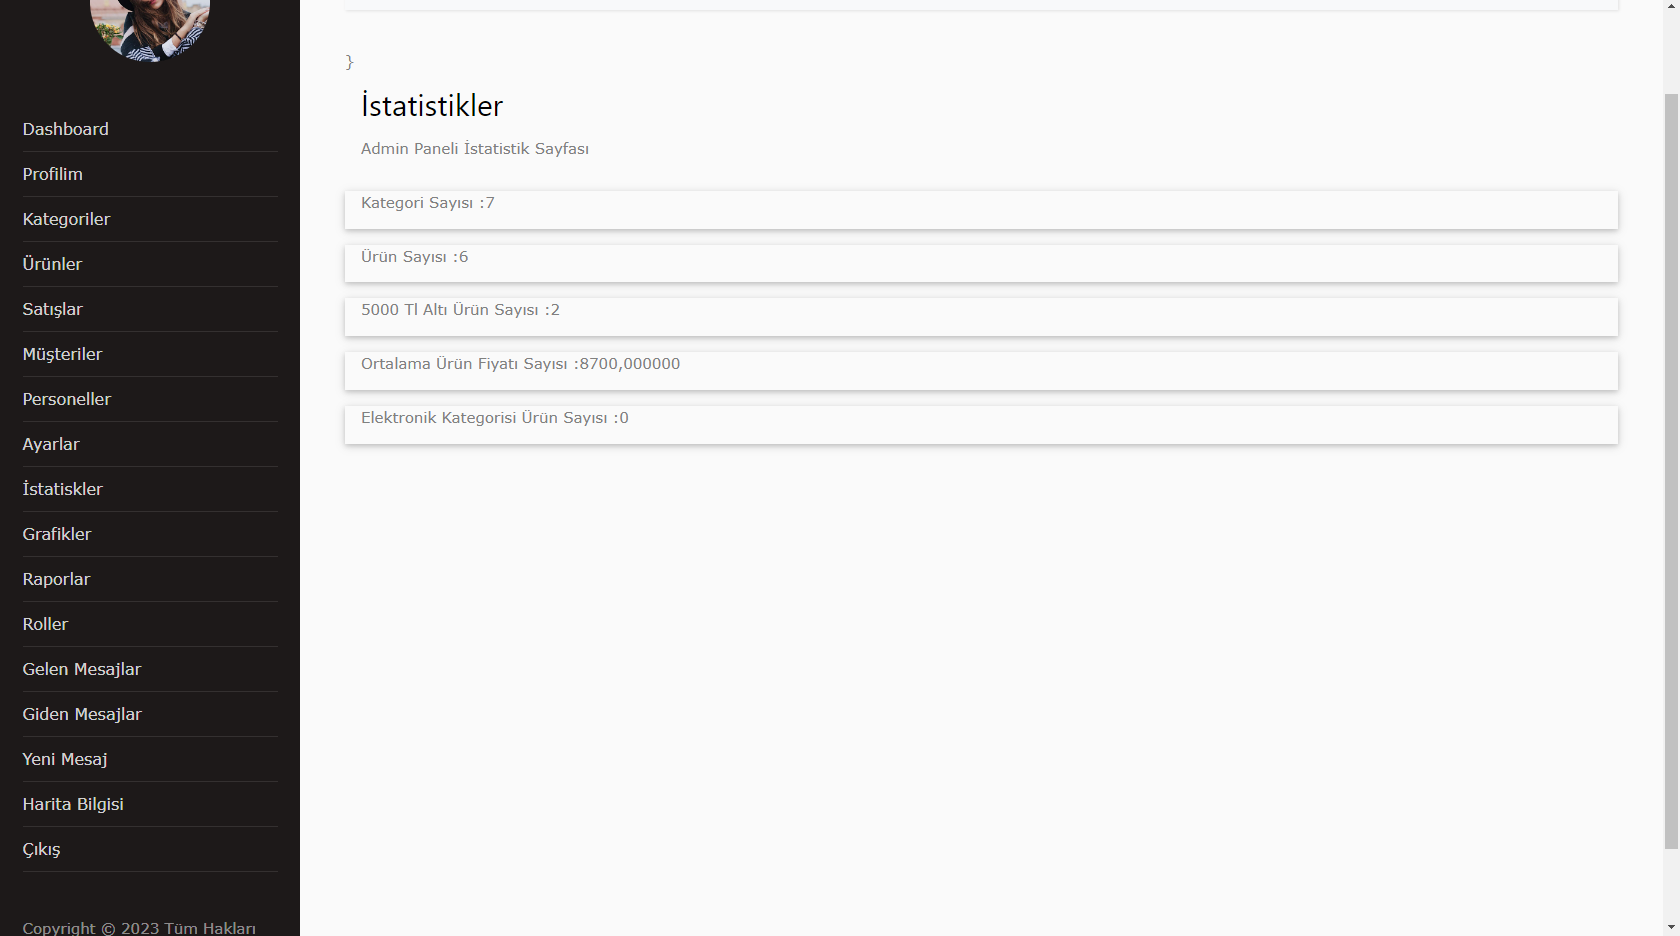 Dashboard
Profilim
Kategoriler
Ürünler
Satışlar
Müşteriler
Personeller
Ayarlar
İstatiskler
Grafikler
Raporlar
Roller
Gelen Mesajlar
Giden Mesajlar
Yeni Mesaj
Harita Bilgisi
Çıkış
Copyright © 2023 Tüm Hakları
}
İstatistikler
Admin Paneli İstatistik Sayfası
Kategori Sayısı :7
Ürün Sayısı :6
5000 Tl Altı Ürün Sayısı :2
Ortalama Ürün Fiyatı Sayısı :8700,000000
Elektronik Kategorisi Ürün Sayısı :0